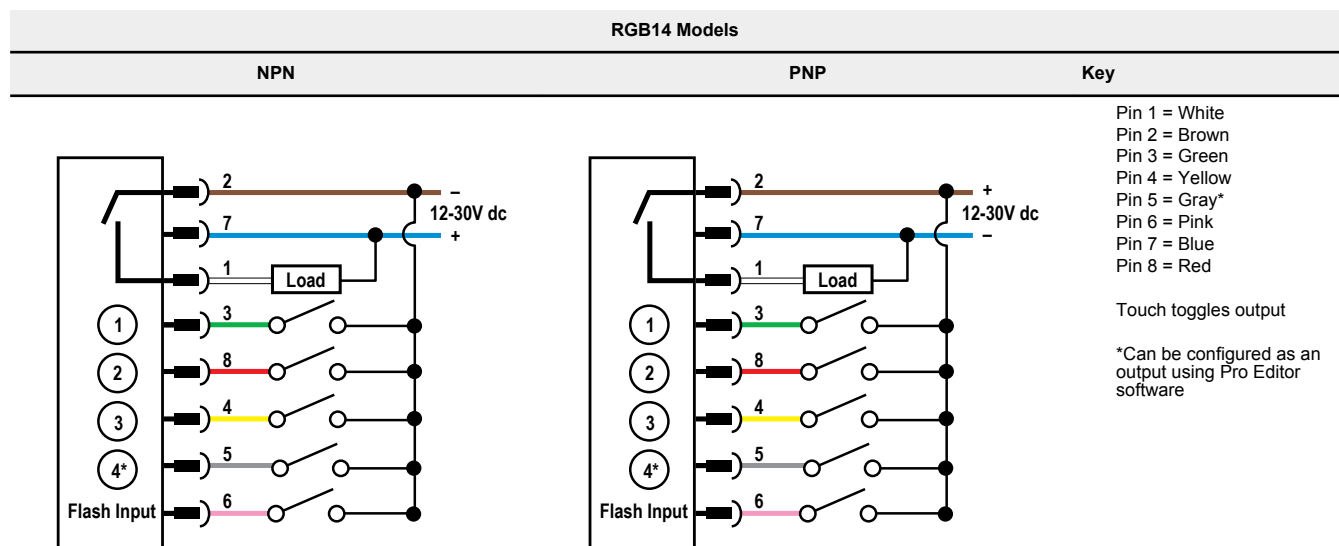 RGB14 Models
NPN
PNP
Key
2
–
12-30V dc
7
+
1
Load
1
3
2
8
3
4
4*
5
Flash Input
6
2
+
12-30V dc
7
–
1
Load
1
3
2
8
3
4
4*
5
Flash Input
6
Pin 1 = White
Pin 2 = Brown
Pin 3 = Green
Pin 4 = Yellow
Pin 5 = Gray*
Pin 6 = Pink
Pin 7 = Blue
Pin 8 = Red
Touch toggles output
*Can be configured as an
output using Pro Editor
software